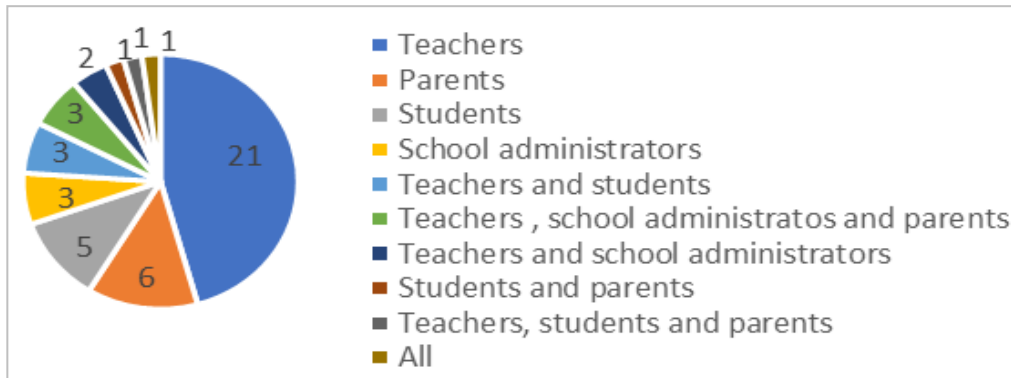 1
1
1
2
3
3
3
5
6
21
Teachers
Parents
Students
School administrators
Teachers and students
Teachers , school administratos and parents
Teachers and school administrators
Students and parents
Teachers, students and parents
All